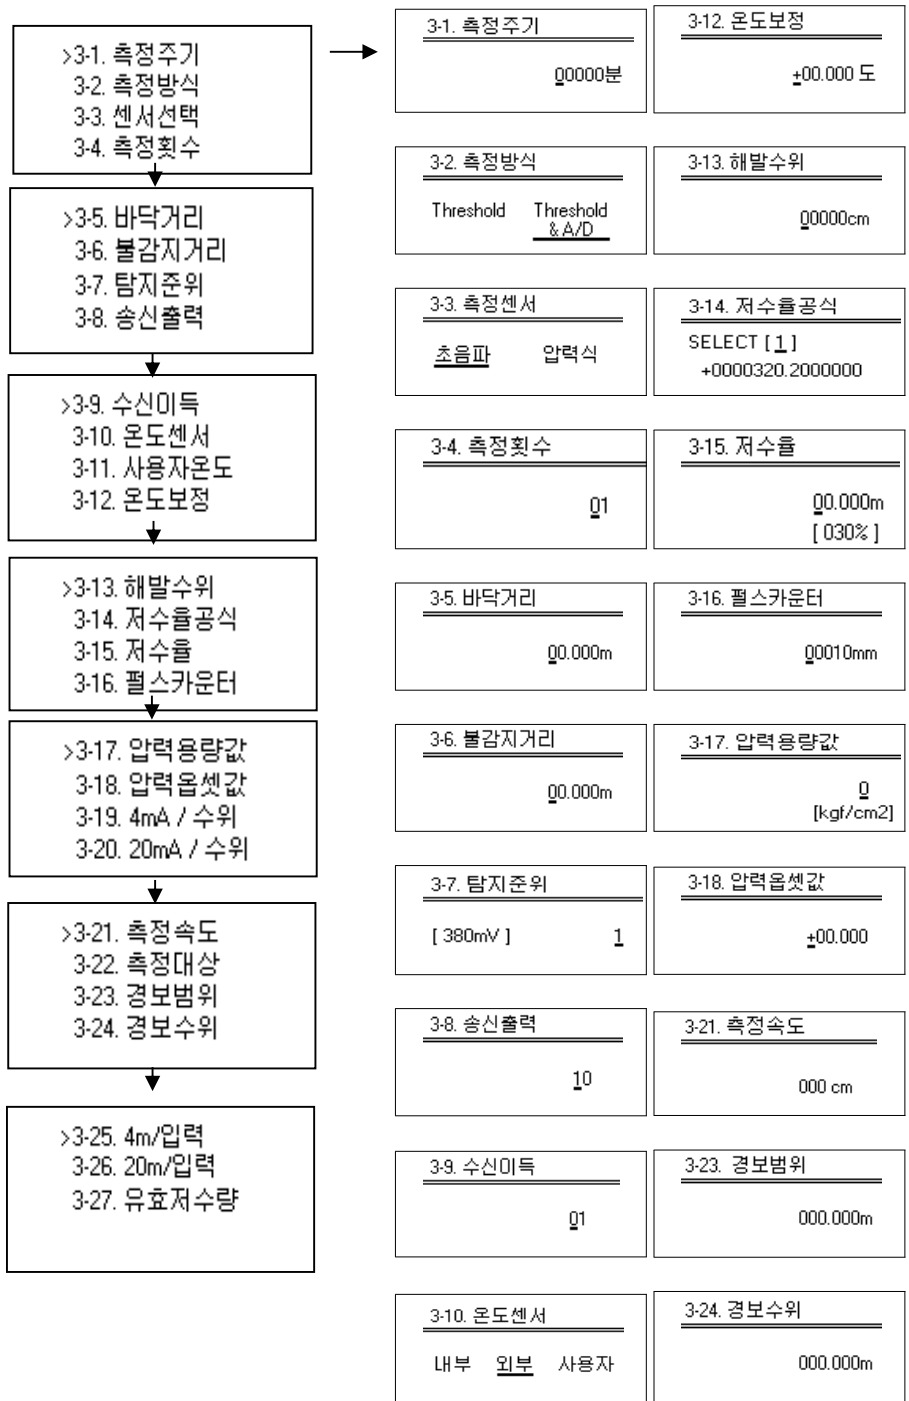 >3-1. 측정주기
3-2. 측정방식
3-3. 센서선택
3-4. 측정횟수
>3-5. 바닥거리
3-6. 불감지거리
3-7. 탐지준위
3-8. 송신출력
>3-9. 수신이득
3-10. 온도센서
3-11. 사용자온도
3-12. 온도보정
>3-13. 해발수위
3-14. 저수율공식
3-15. 저수율
3-16. 펄스카운터
>3-17. 압력용량값
3-18. 압력옵셋값
3-19. 4mA / 수위
3-20. 20mA / 수위
>3-21. 측정속도
3-22. 측정대상
3-23. 경보범위
3-24. 경보수위
>3-25. 4m/입력
3-26. 20m/입력
3-27. 유효저수량
3-1. 측정주기
00000분
3-2. 측정방식
Threshold Threshold
& A/D
3-3. 측정센서
초음파 압력식
3-4. 측정횟수
01
3-5. 바닥거리
00.000m
3-6. 불감지거리
00.000m
3-7. 탐지준위
[ 380mV ] 1
3-8. 송신출력
10
3-9. 수신이득
01
3-10. 온도센서
내부 외부 사용자
3-12. 온도보정
+00.000 도
3-13. 해발수위
00000cm
3-14. 저수율공식
SELECT [ 1 ]
+0000320.2000000
3-15. 저수율
00.000m
[ 030% ]
3-16. 펄스카운터
00010mm
3-17. 압력용량값
0
[kgf/cm2]
3-18. 압력옵셋값
+00.000
3-21. 측정속도
000 cm
3-23. 경보범위
000.000m
3-24. 경보수위
000.000m